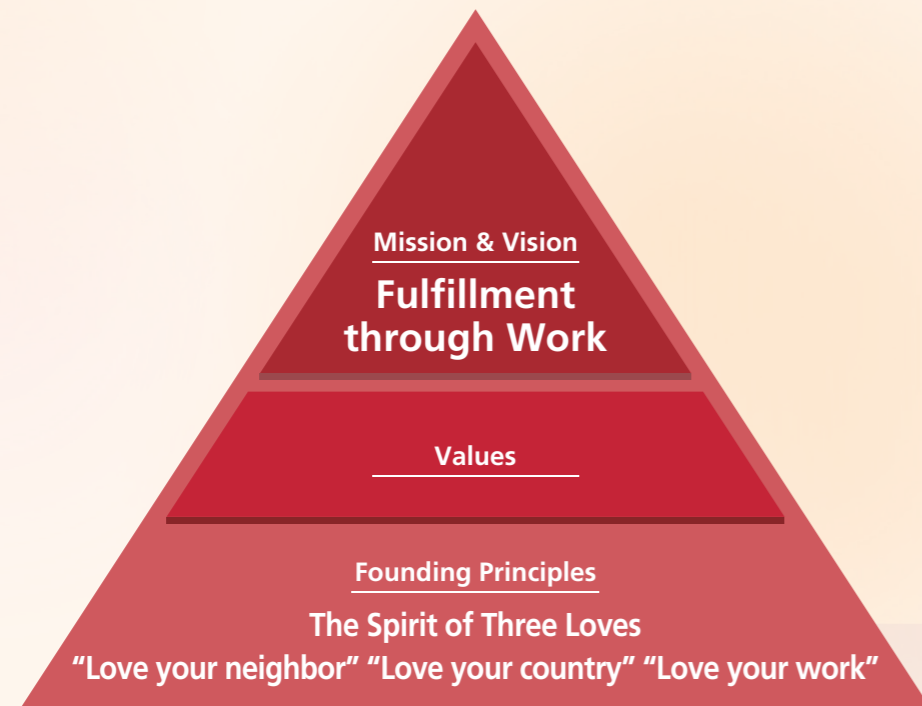 Mission & Vision
Fulfillment
through Work
Values
Founding Principles
The Spirit of Three Loves
“Love your neighbor” “Love your country” “Love your work”